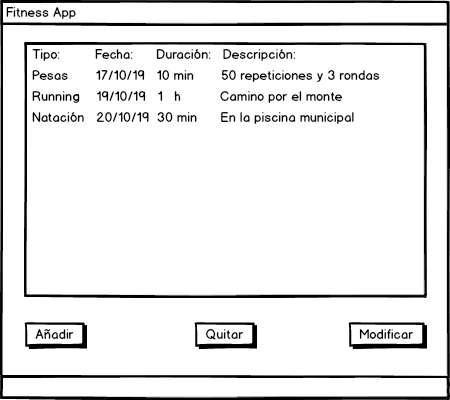 Fitness App
Tipo: Fecha: Duración: Descripción:
Pesas 17/10/19 10 min 50 repeticiones y 3 rondas
Running 19/10/19 1 h Camino por el monte
Natación 20/10/19 30 min En la piscina municipal
Añadir Quitar Modificar